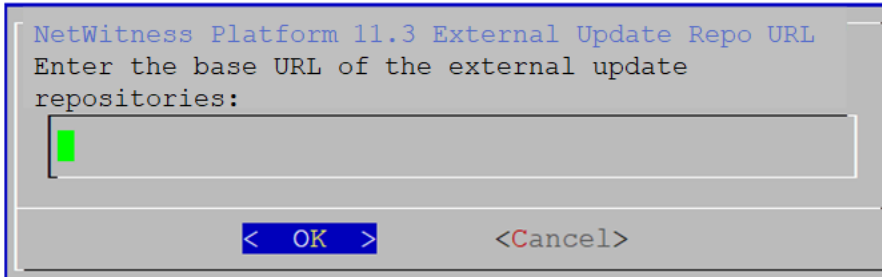 NetWitness Platform 11.3 External Update Repo URL
Enter the base URL of the external update
repositories:
< OK > <Cancel>